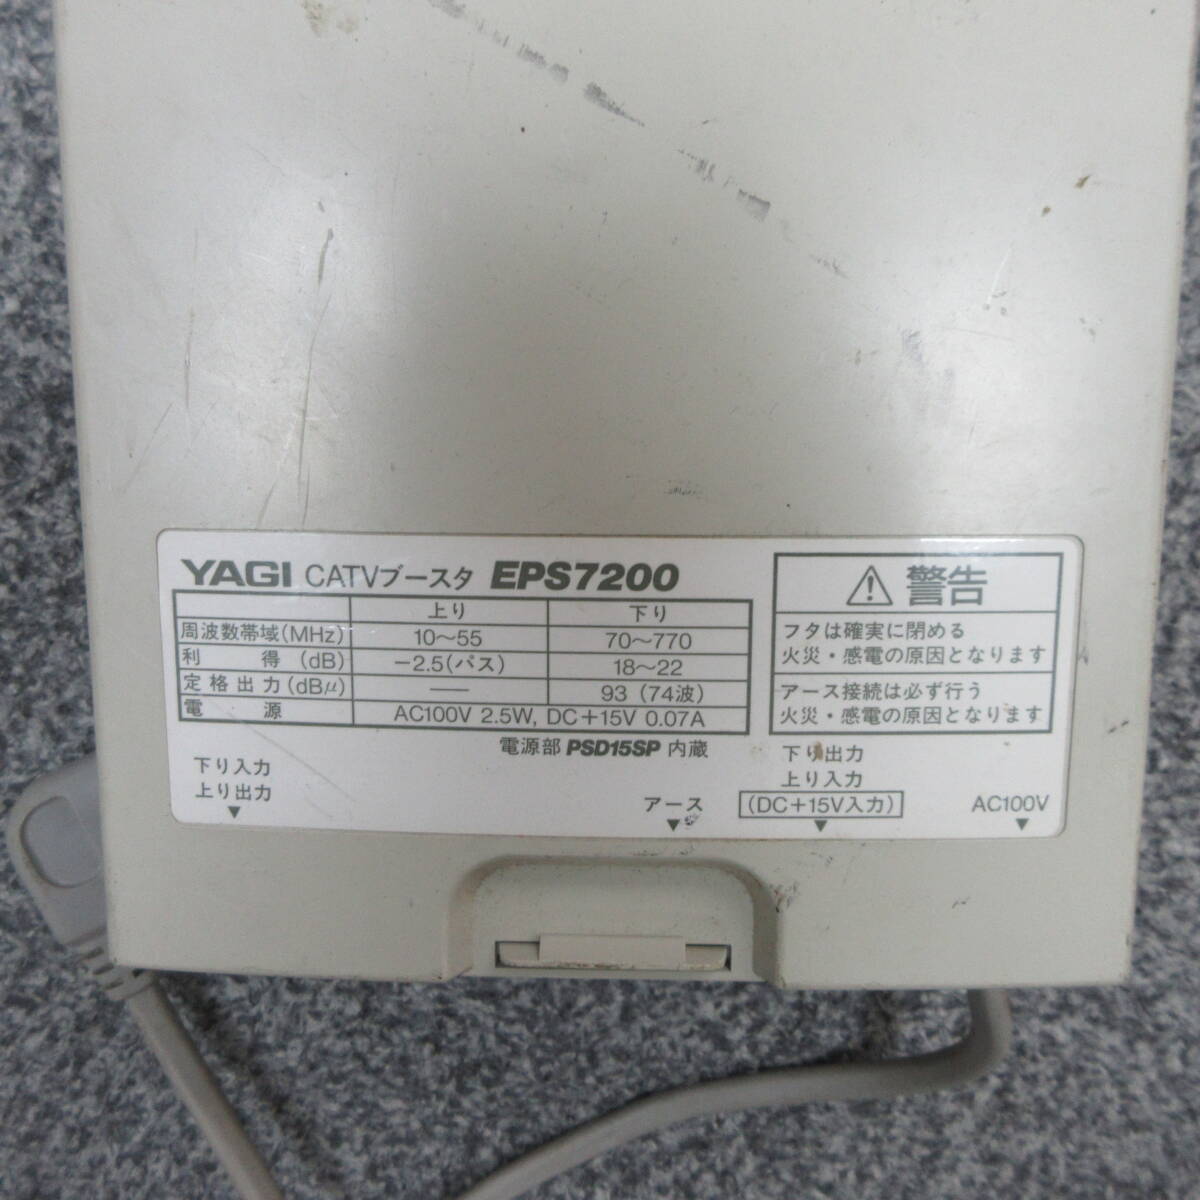 YAGI CATVブースタ EPS7200
上り 下り
周波数帯域(MHz) 10～55 70～770
利得(dB) －2.5(パス) 18～22
定格出力(dBμ) ── 93(74波)
電源 AC100V 2.5W, DC＋15V 0.07A
電源部 PSD15SP 内蔵
⚠ 警告
フタは確実に閉める
火災・感電の原因となります
アース接続は必ず行う
火災・感電の原因となります
下り入力
上り出力
▼
アース
▼
下り出力
上り入力
(DC＋15V入力)
▼
AC100V
▼